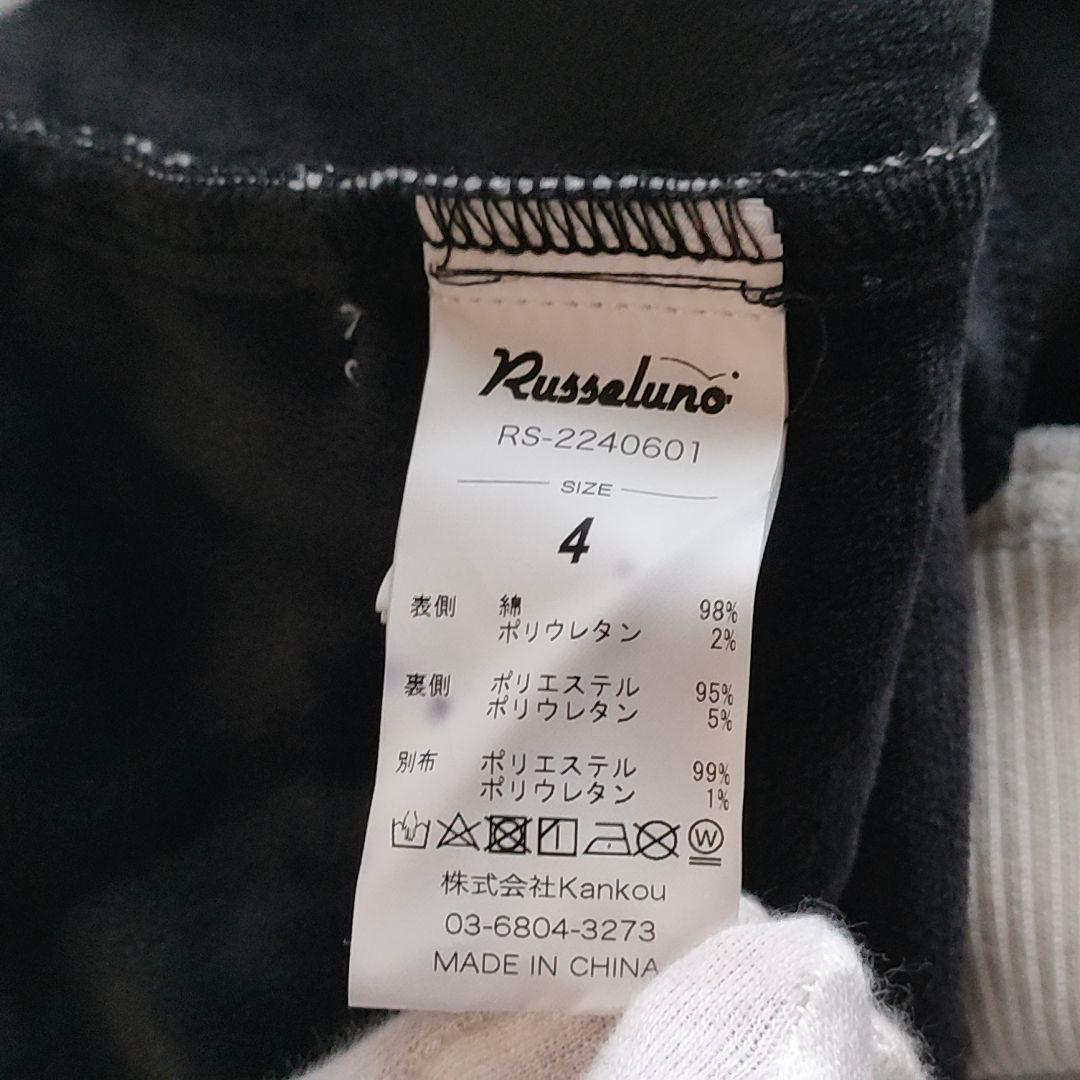 Russeluno
RS-2240601
SIZE
4
表側 綿 98%
ポリウレタン 2%
裏側 ポリエステル 95%
ポリウレタン 5%
別布 ポリエステル 99%
ポリウレタン 1%
W
株式会社Kankou
03-6804-3273
MADE IN CHINA